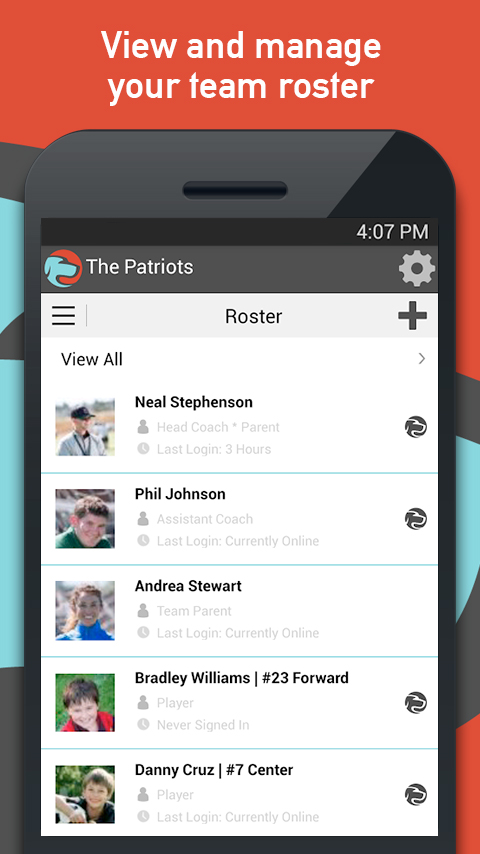 View and manage
your team roster
4:07 PM
The Patriots
Roster
View All
Neal Stephenson
Head Coach * Parent
Last Login: 3 Hours
Phil Johnson
Assistant Coach
Last Login: Currently Online
Andrea Stewart
Team Parent
Last Login: Currently Online
Bradley Williams | #23 Forward
Player
Never Signed In
Danny Cruz | #7 Center
Player
Last Login: Currently Online